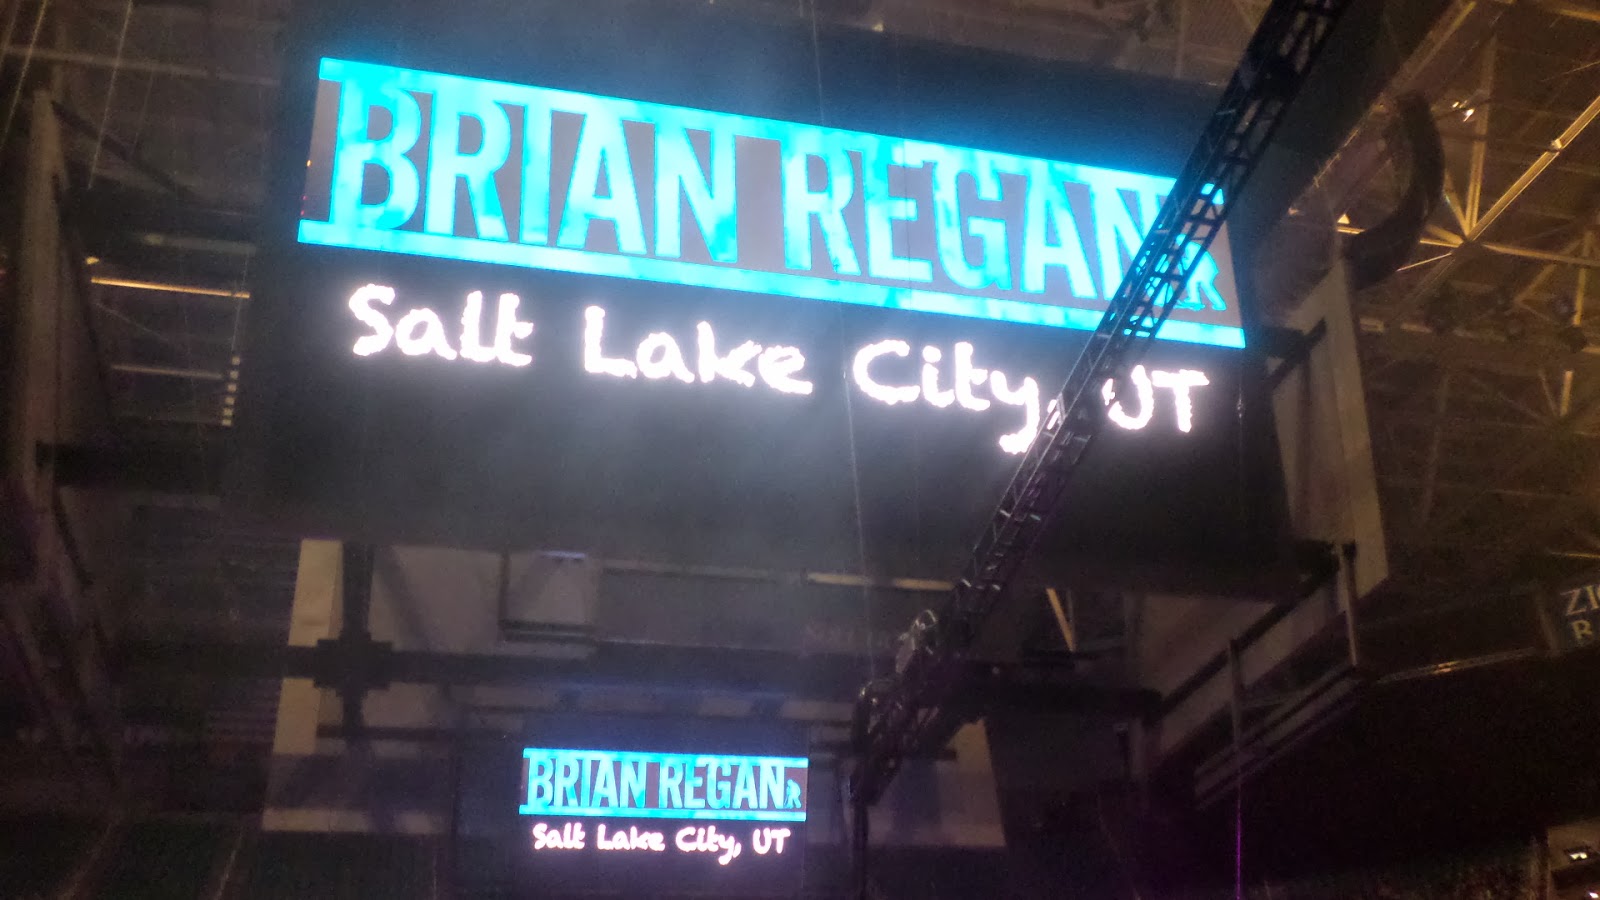 BRIAN REGAN
Salt Lake City, UT
BRIAN REGAN
Salt Lake City, UT
R